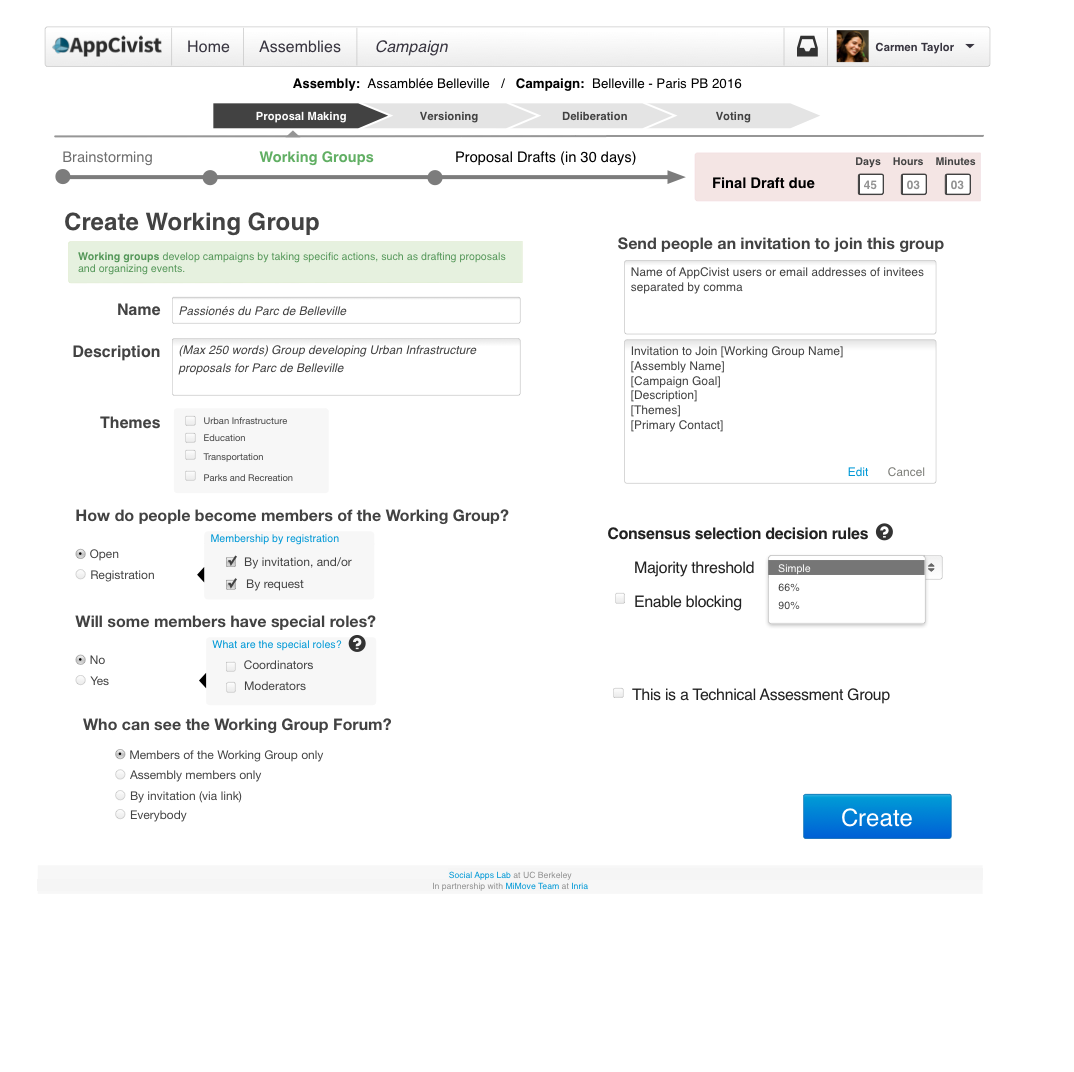 AppCivist
Home
Assemblies
Campaign
Carmen Taylor
Assembly: Assamblée Belleville / Campaign: Belleville - Paris PB 2016
Proposal Making
Versioning
Deliberation
Voting
Brainstorming
Working Groups
Proposal Drafts (in 30 days)
Final Draft due
Days Hours Minutes
45 03 03
Create Working Group
Working groups develop campaigns by taking specific actions, such as drafting proposals
and organizing events.
Name
Passionés du Parc de Belleville
Description
(Max 250 words) Group developing Urban Infrastructure
proposals for Parc de Belleville
Themes
Urban Infrastructure
Education
Transportation
Parks and Recreation
How do people become members of the Working Group?
Open
Registration
Membership by registration
By invitation, and/or
By request
Will some members have special roles?
No
Yes
What are the special roles? ?
Coordinators
Moderators
Who can see the Working Group Forum?
Members of the Working Group only
Assembly members only
By invitation (via link)
Everybody
Send people an invitation to join this group
Name of AppCivist users or email addresses of invitees
separated by comma
Invitation to Join [Working Group Name]
[Assembly Name]
[Campaign Goal]
[Description]
[Themes]
[Primary Contact]
Edit
Cancel
Consensus selection decision rules ?
Majority threshold
Simple
66%
90%
Enable blocking
This is a Technical Assessment Group
Create
Social Apps Lab at UC Berkeley
In partnership with MiMove Team at Inria